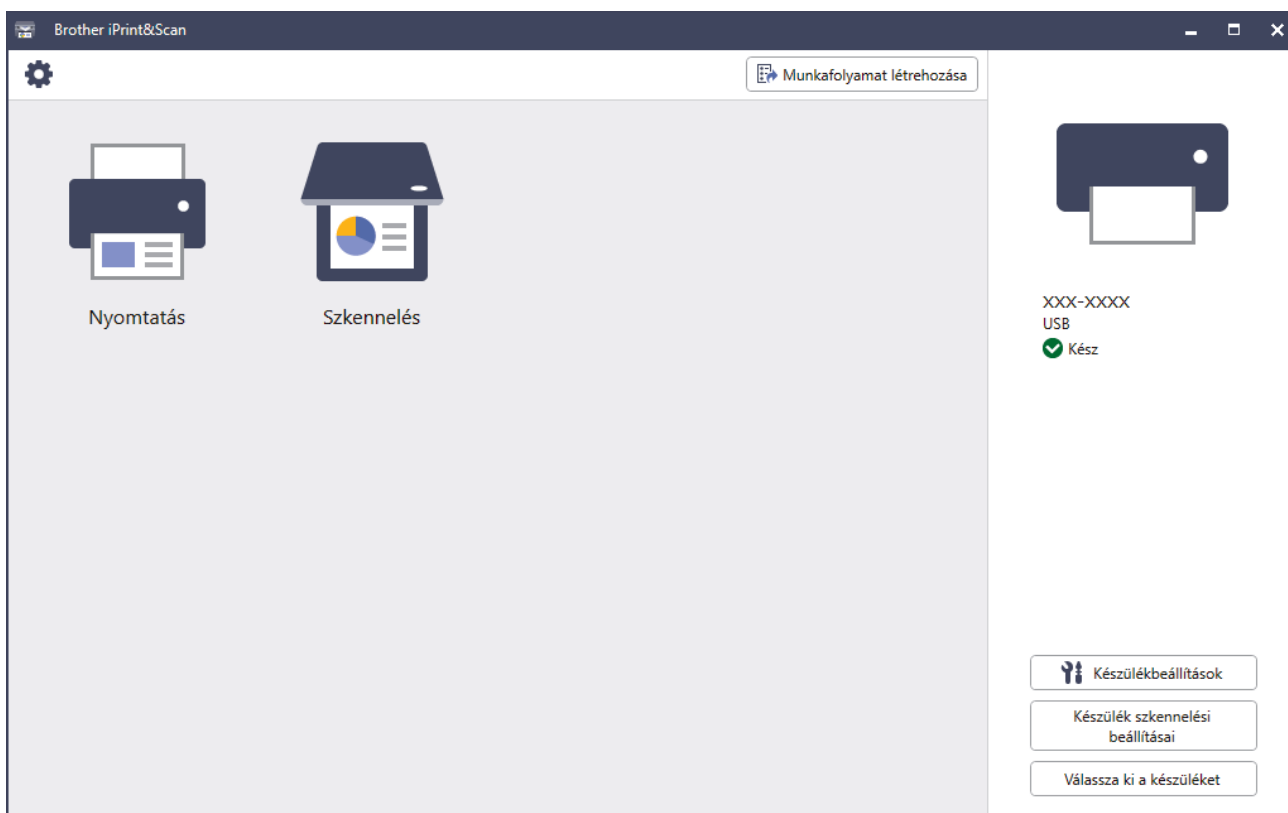 Brother iPrint&Scan
Munkafolyamat létrehozása
Nyomtatás
Szkennelés
XXX-XXXX
USB
Kész
Készülékbeállítások
Készülék szkennelési
beállításai
Válassza ki a készüléket